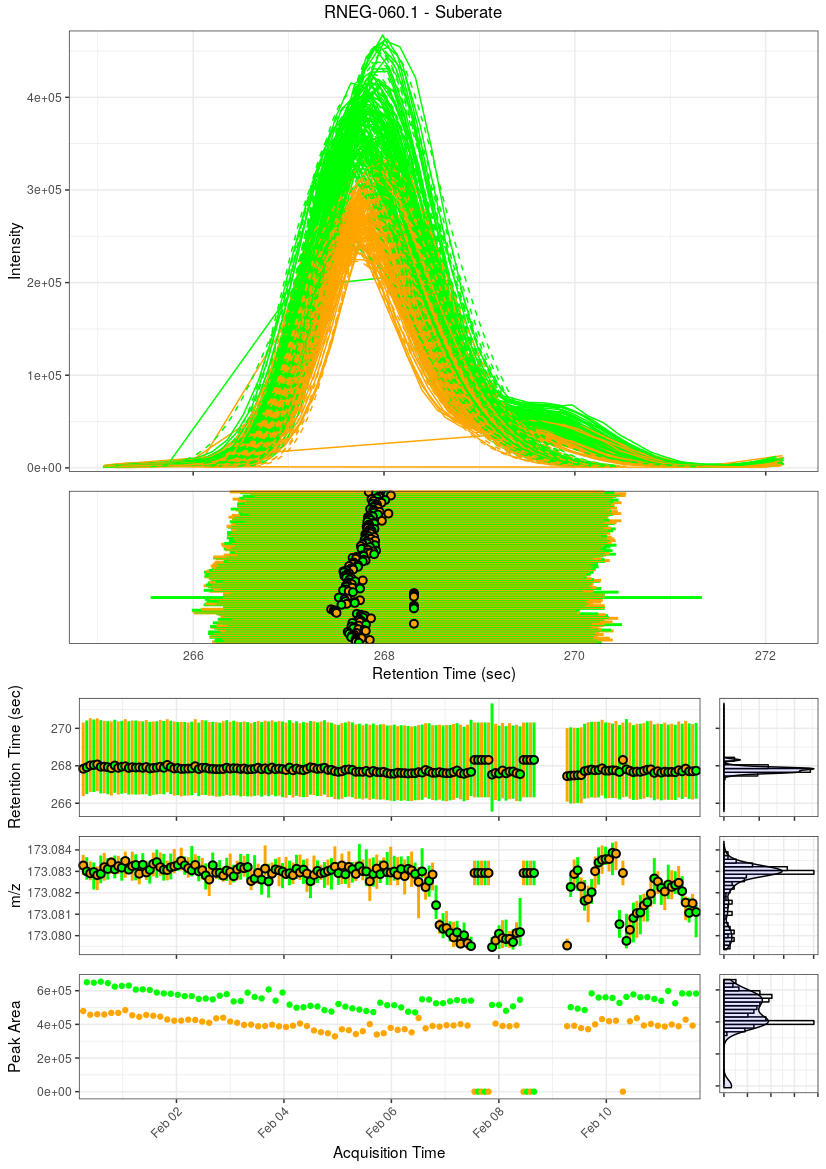 RNEG-060.1 - Suberate
4e+05
3e+05
2e+05
1e+05
0e+00
Intensity
266 268 270 272
Retention Time (sec)
Retention Time (sec)
270
268
266
m/z
173.084
173.083
173.082
173.081
173.080
Peak Area
6e+05
4e+05
2e+05
0e+00
Feb 02 Feb 04 Feb 06 Feb 08 Feb 10
Acquisition Time